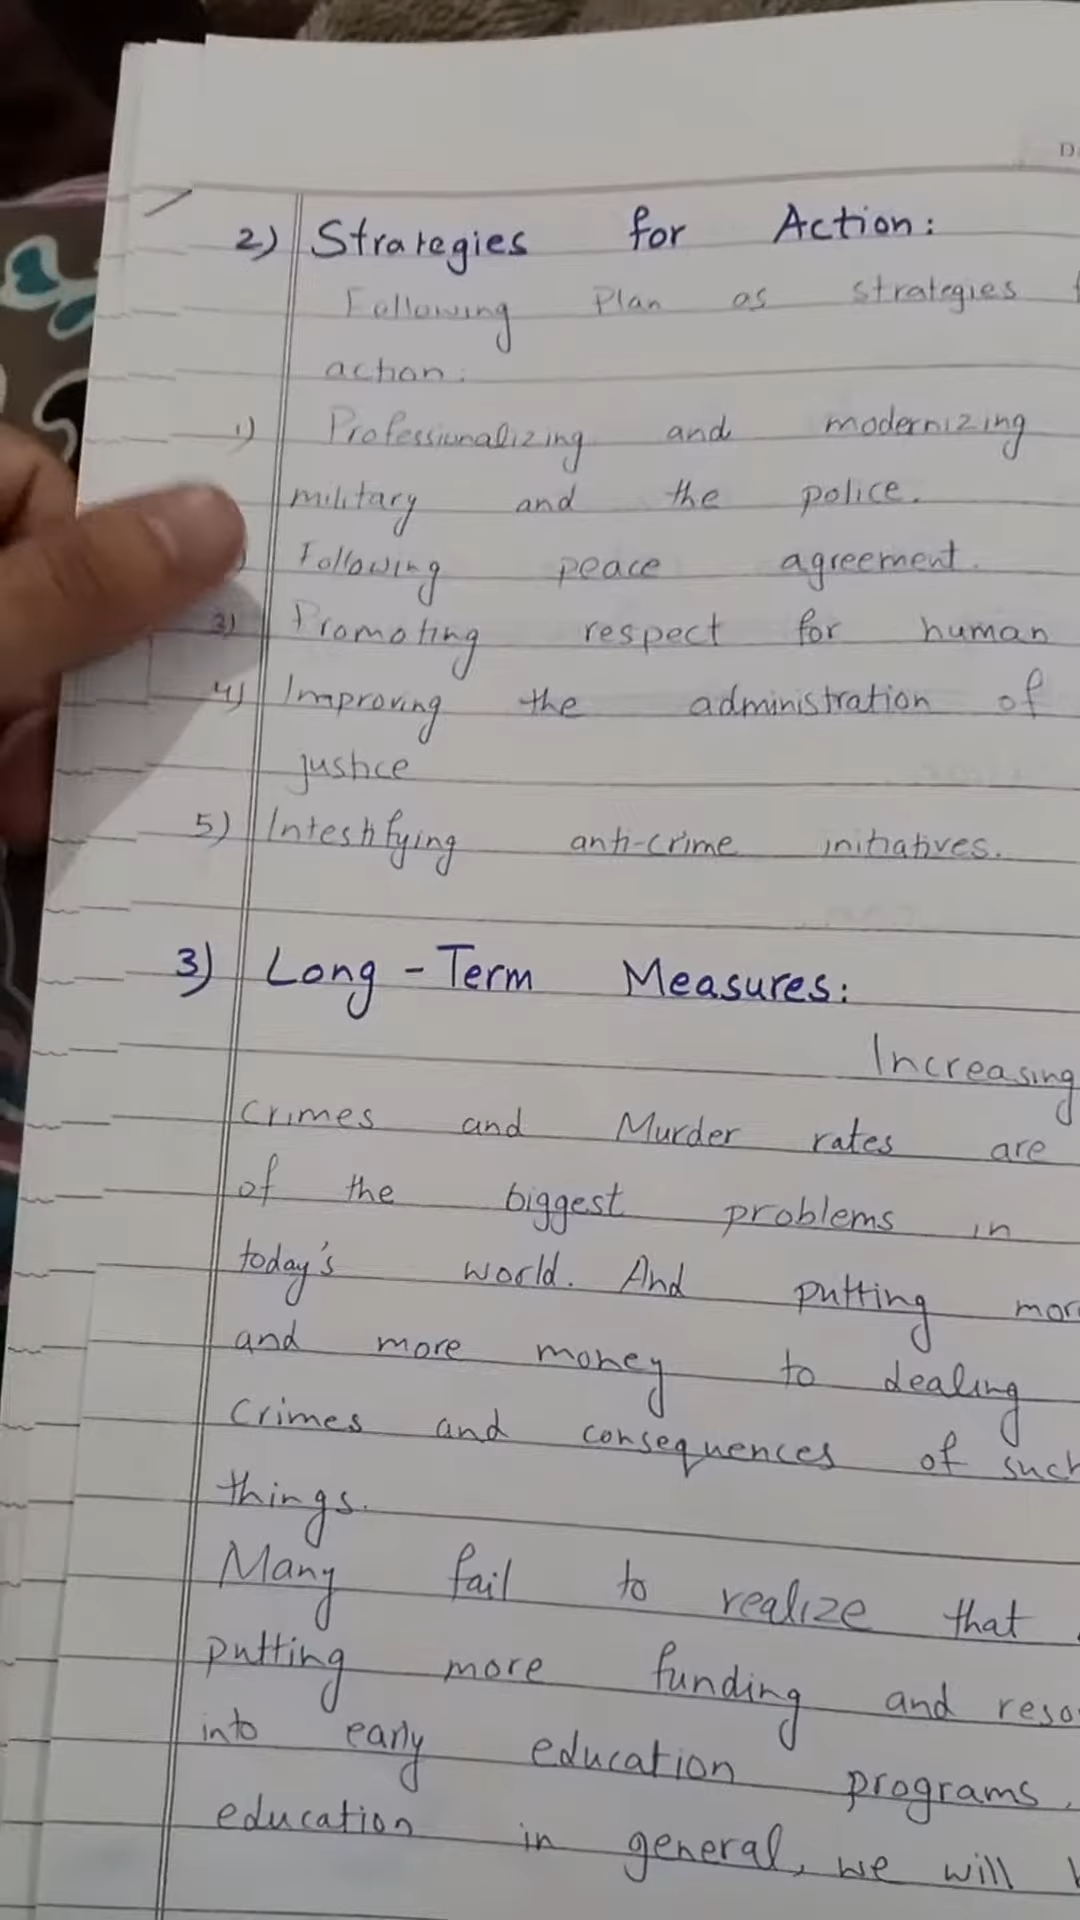 2) Strategies for Action:
Following Plan as strategies
action:
1) Professionalizing and modernizing
military and the police.
) Following peace agreement.
3) Promoting respect for human
4) Improving the administration of
justice
5) Intestifying anti-crime initiatives.
3) Long-Term Measures:
Increasing
crimes and Murder rates are
of the biggest problems in
today's world. And putting
and more money to dealing
Crimes and consequences of such
things.
Many fail to realize that
putting more funding and
into early education programs,
education in general, we will